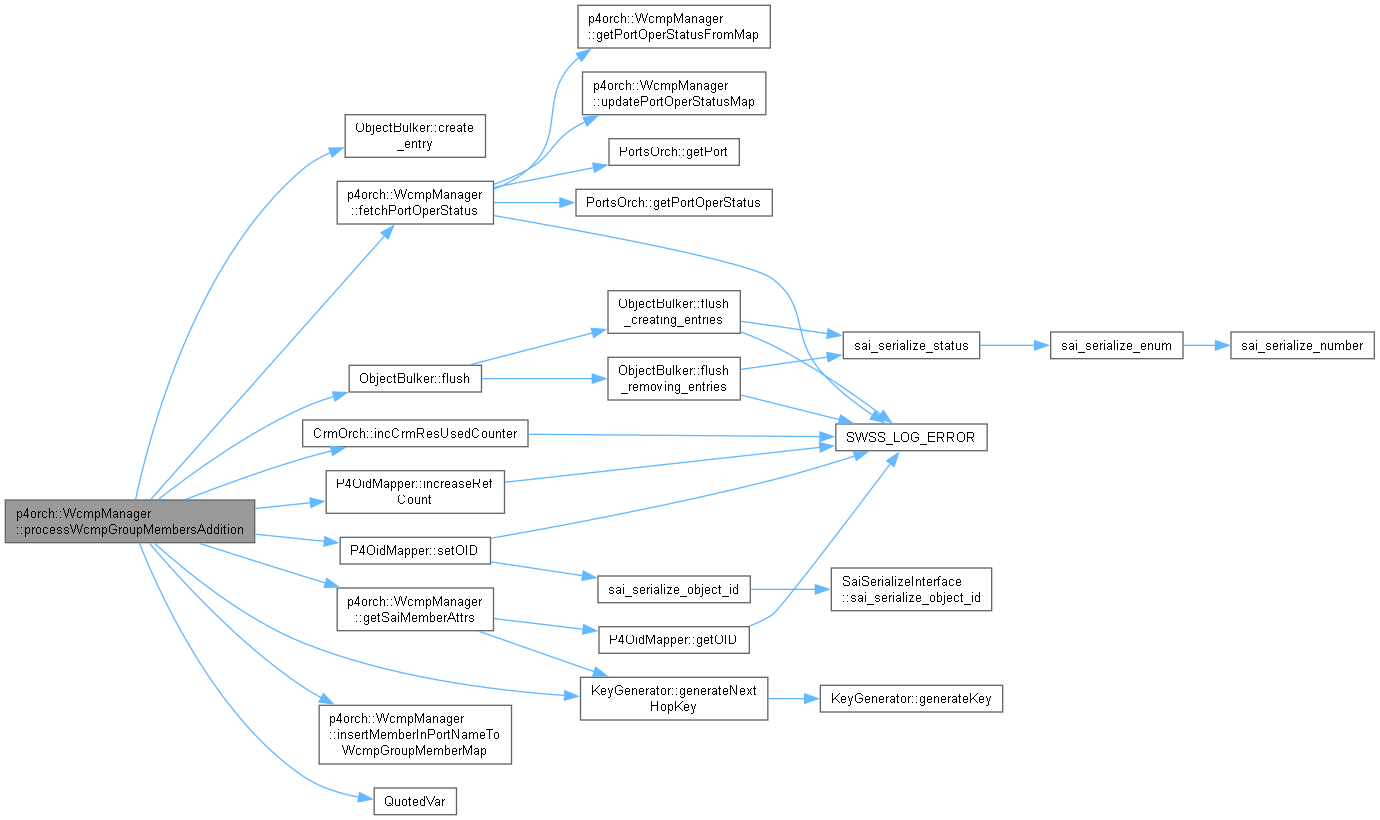 p4orch::WcmpManager
::getPortOperStatusFromMap
p4orch::WcmpManager
::updatePortOperStatusMap
ObjectBulker::create
_entry
PortsOrch::getPort
p4orch::WcmpManager
::fetchPortOperStatus
PortsOrch::getPortOperStatus
ObjectBulker::flush
_creating_entries
sai_serialize_status
sai_serialize_enum
sai_serialize_number
ObjectBulker::flush
ObjectBulker::flush
_removing_entries
CrmOrch::incCrmResUsedCounter
SWSS_LOG_ERROR
P4OidMapper::increaseRef
Count
p4orch::WcmpManager
::processWcmpGroupMembersAddition
P4OidMapper::setOID
sai_serialize_object_id
SaiSerializeInterface
::sai_serialize_object_id
p4orch::WcmpManager
::getSaiMemberAttrs
P4OidMapper::getOID
KeyGenerator::generateNext
HopKey
KeyGenerator::generateKey
p4orch::WcmpManager
::insertMemberInPortNameTo
WcmpGroupMemberMap
QuotedVar